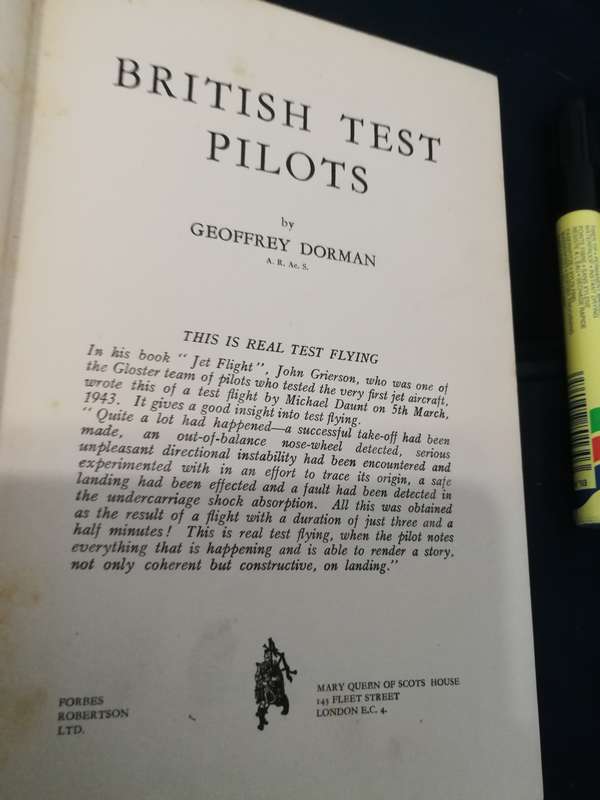 BRITISH TEST
PILOTS
by
GEOFFREY DORMAN
A. R. Ae. S.
THIS IS REAL TEST FLYING
In his book "Jet Flight", John Grierson, who was one of
the Gloster team of pilots who tested the very first jet aircraft,
wrote this of a test flight by Michael Daunt on 5th March,
1943. It gives a good insight into test flying.
"Quite a lot had happened—a successful take-off had been
made, an out-of-balance nose-wheel detected, serious
unpleasant directional instability had been encountered and
experimented with in an effort to trace its origin, a safe
landing had been effected and a fault had been detected in
the undercarriage shock absorption. All this was obtained
as the result of a flight with a duration of just three and a
half minutes! This is real test flying, when the pilot notes
everything that is happening and is able to render a story,
not only coherent but constructive, on landing."
FORBES
ROBERTSON
LTD.
MARY QUEEN OF SCOTS HOUSE
143 FLEET STREET
LONDON E.C. 4.